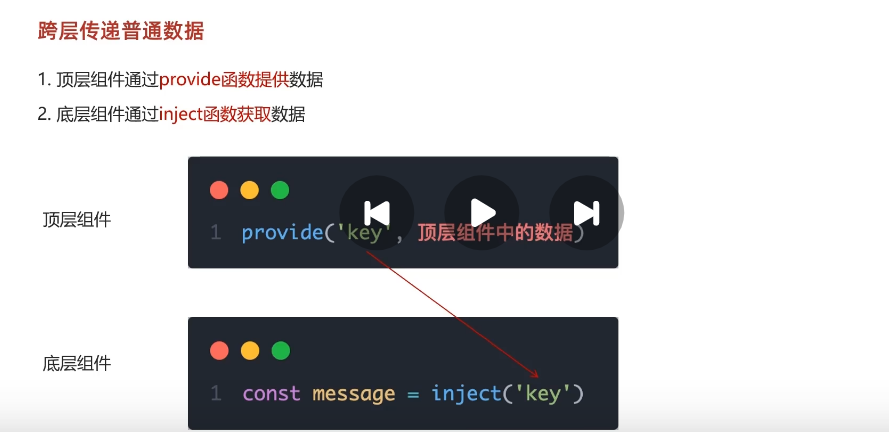 跨层传递普通数据
1. 顶层组件通过provide函数提供数据
2. 底层组件通过inject函数获取数据
顶层组件
1 provide('key', 顶层组件中的数据)
底层组件
1 const message = inject('key')